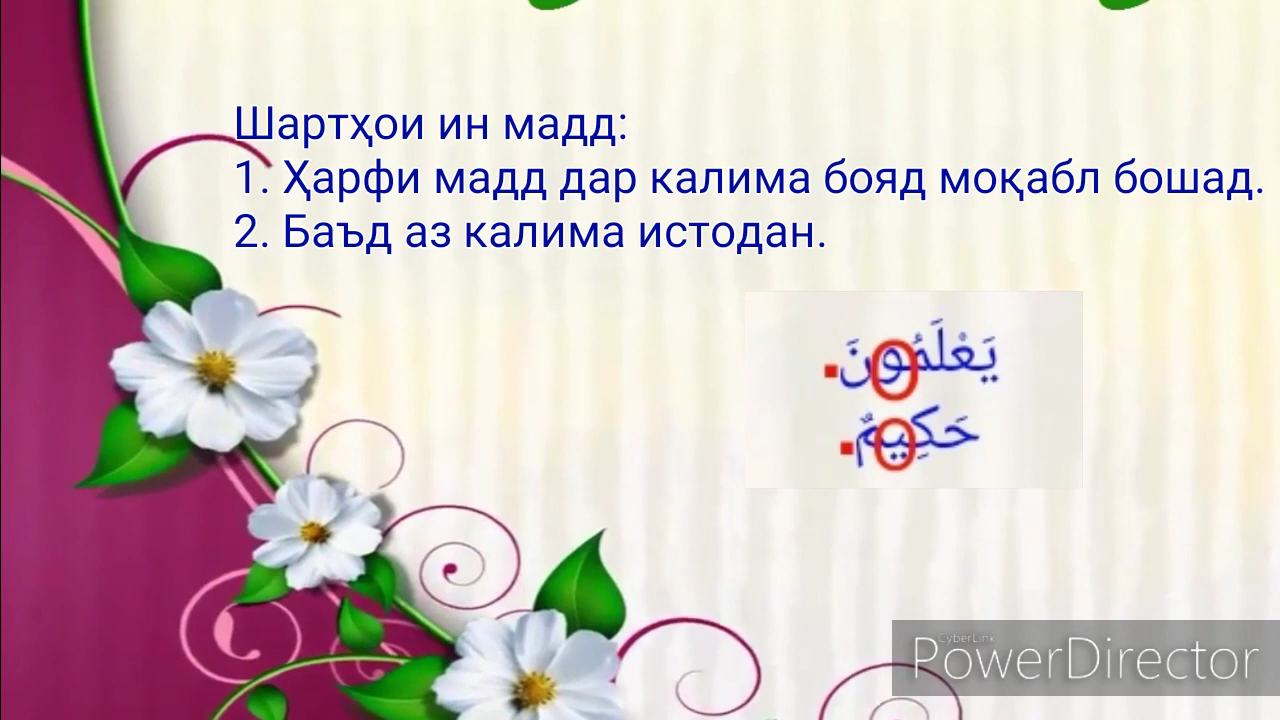 Шартҳои ин мадд:
1. Ҳарфи мадд дар калима бояд моқабл бошад.
2. Баъд аз калима истодан.
يَعْلَمُونَ
حَكِيمٌ
CyberLink
PowerDirector